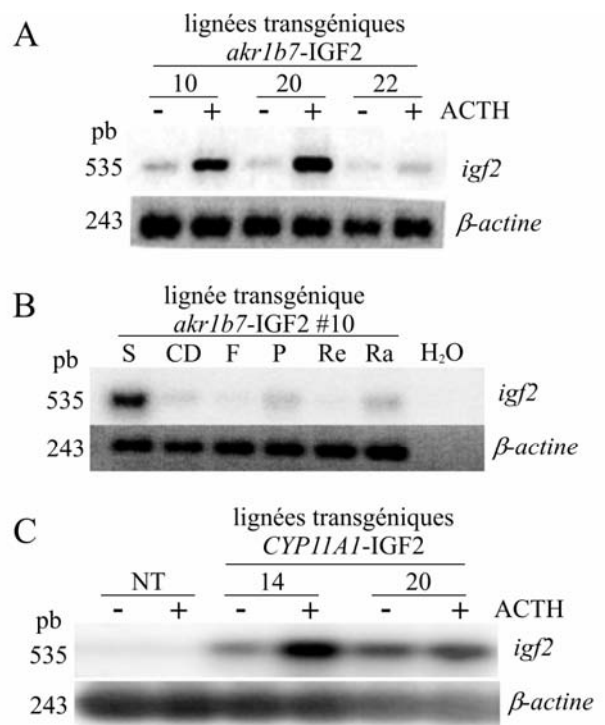 A
lignées transgéniques
akr1b7-IGF2
10 20 22
- + - + - + ACTH
pb
535 igf2
243 β-actine
B
lignée transgénique
akr1b7-IGF2 #10
pb S CD F P Re Ra H₂O
535 igf2
243 β-actine
C
lignées transgéniques
CYP11A1-IGF2
NT 14 20
- + - + - + ACTH
pb
535 igf2
243 β-actine